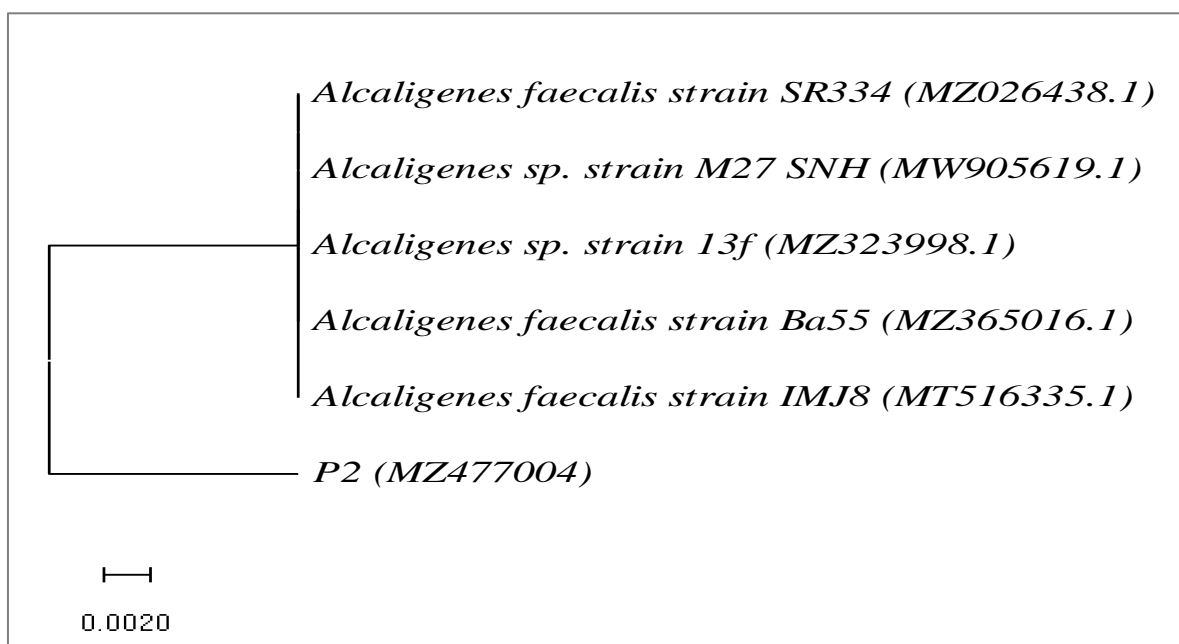 Alcaligenes faecalis strain SR334 (MZ026438.1)
Alcaligenes sp. strain M27 SNH (MW905619.1)
Alcaligenes sp. strain 13f (MZ323998.1)
Alcaligenes faecalis strain Ba55 (MZ365016.1)
Alcaligenes faecalis strain IMJ8 (MT516335.1)
P2 (MZ477004)
0.0020